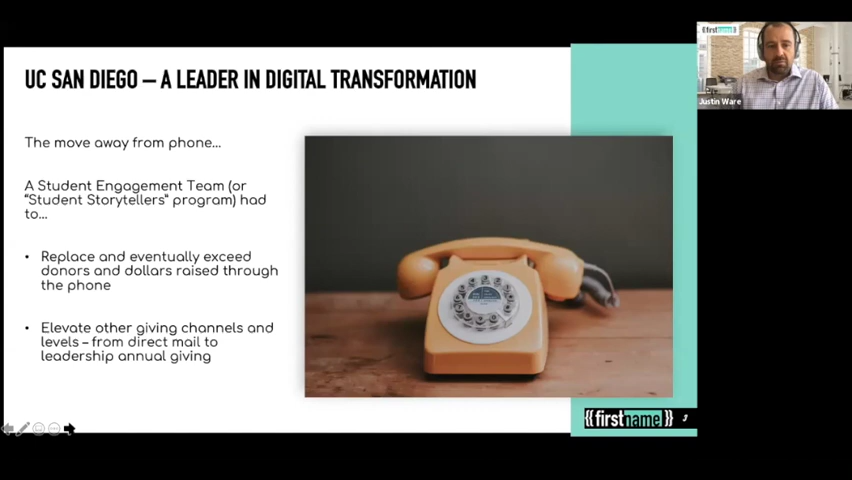 UC SAN DIEGO – A LEADER IN DIGITAL TRANSFORMATION
{{firstname}}
Justin Ware
The move away from phone...
A Student Engagement Team (or
“Student Storytellers” program) had
to...
• Replace and eventually exceed
donors and dollars raised through
the phone
• Elevate other giving channels and
levels – from direct mail to
leadership annual giving
{{firstname}} 3